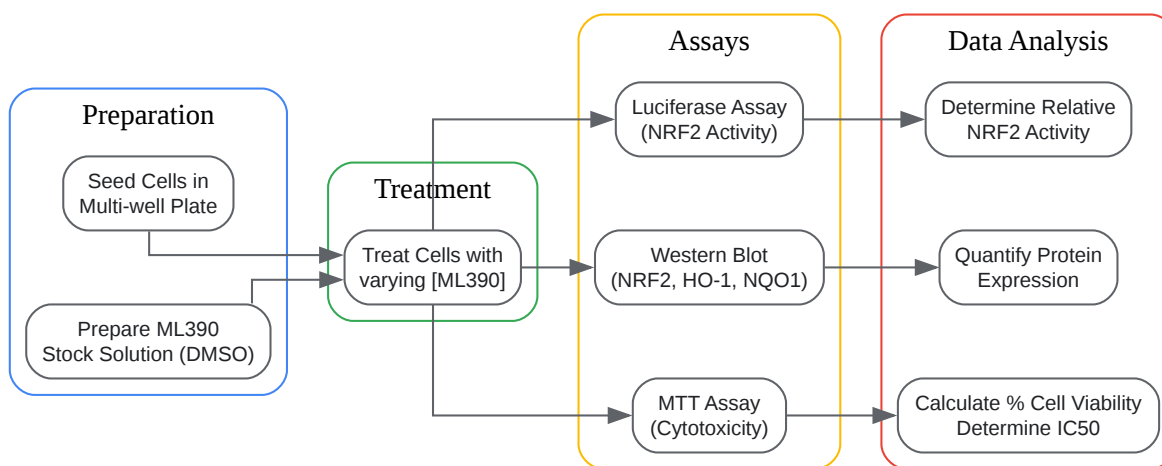 Preparation
Seed Cells in
Multi-well Plate
Prepare ML390
Stock Solution (DMSO)
Treatment
Treat Cells with
varying [ML390]
Assays
Luciferase Assay
(NRF2 Activity)
Western Blot
(NRF2, HO-1, NQO1)
MTT Assay
(Cytotoxicity)
Data Analysis
Determine Relative
NRF2 Activity
Quantify Protein
Expression
Calculate % Cell Viability
Determine IC50